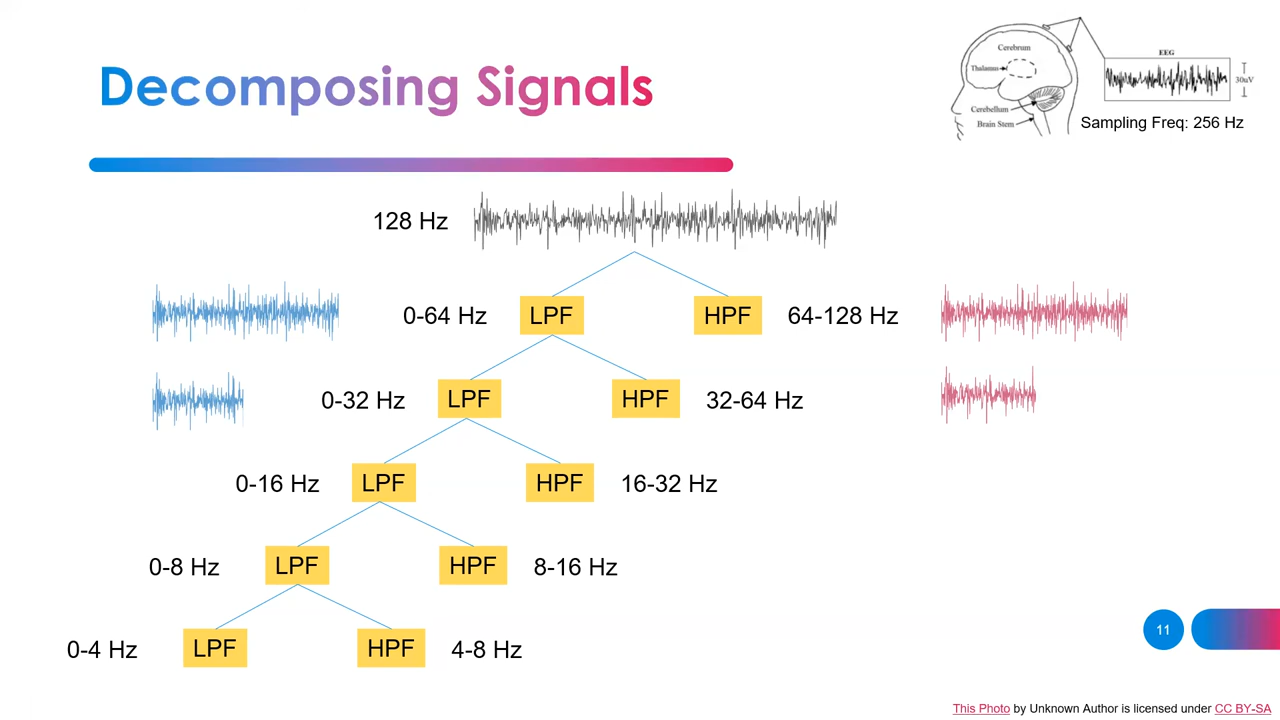 Decomposing Signals
Cerebrum
Thalamus
Cerebellum
Brain Stem
EEG
30uV
Sampling Freq: 256 Hz
128 Hz
0-64 Hz LPF HPF 64-128 Hz
0-32 Hz LPF HPF 32-64 Hz
0-16 Hz LPF HPF 16-32 Hz
0-8 Hz LPF HPF 8-16 Hz
11
0-4 Hz LPF HPF 4-8 Hz
This Photo by Unknown Author is licensed under CC BY-SA